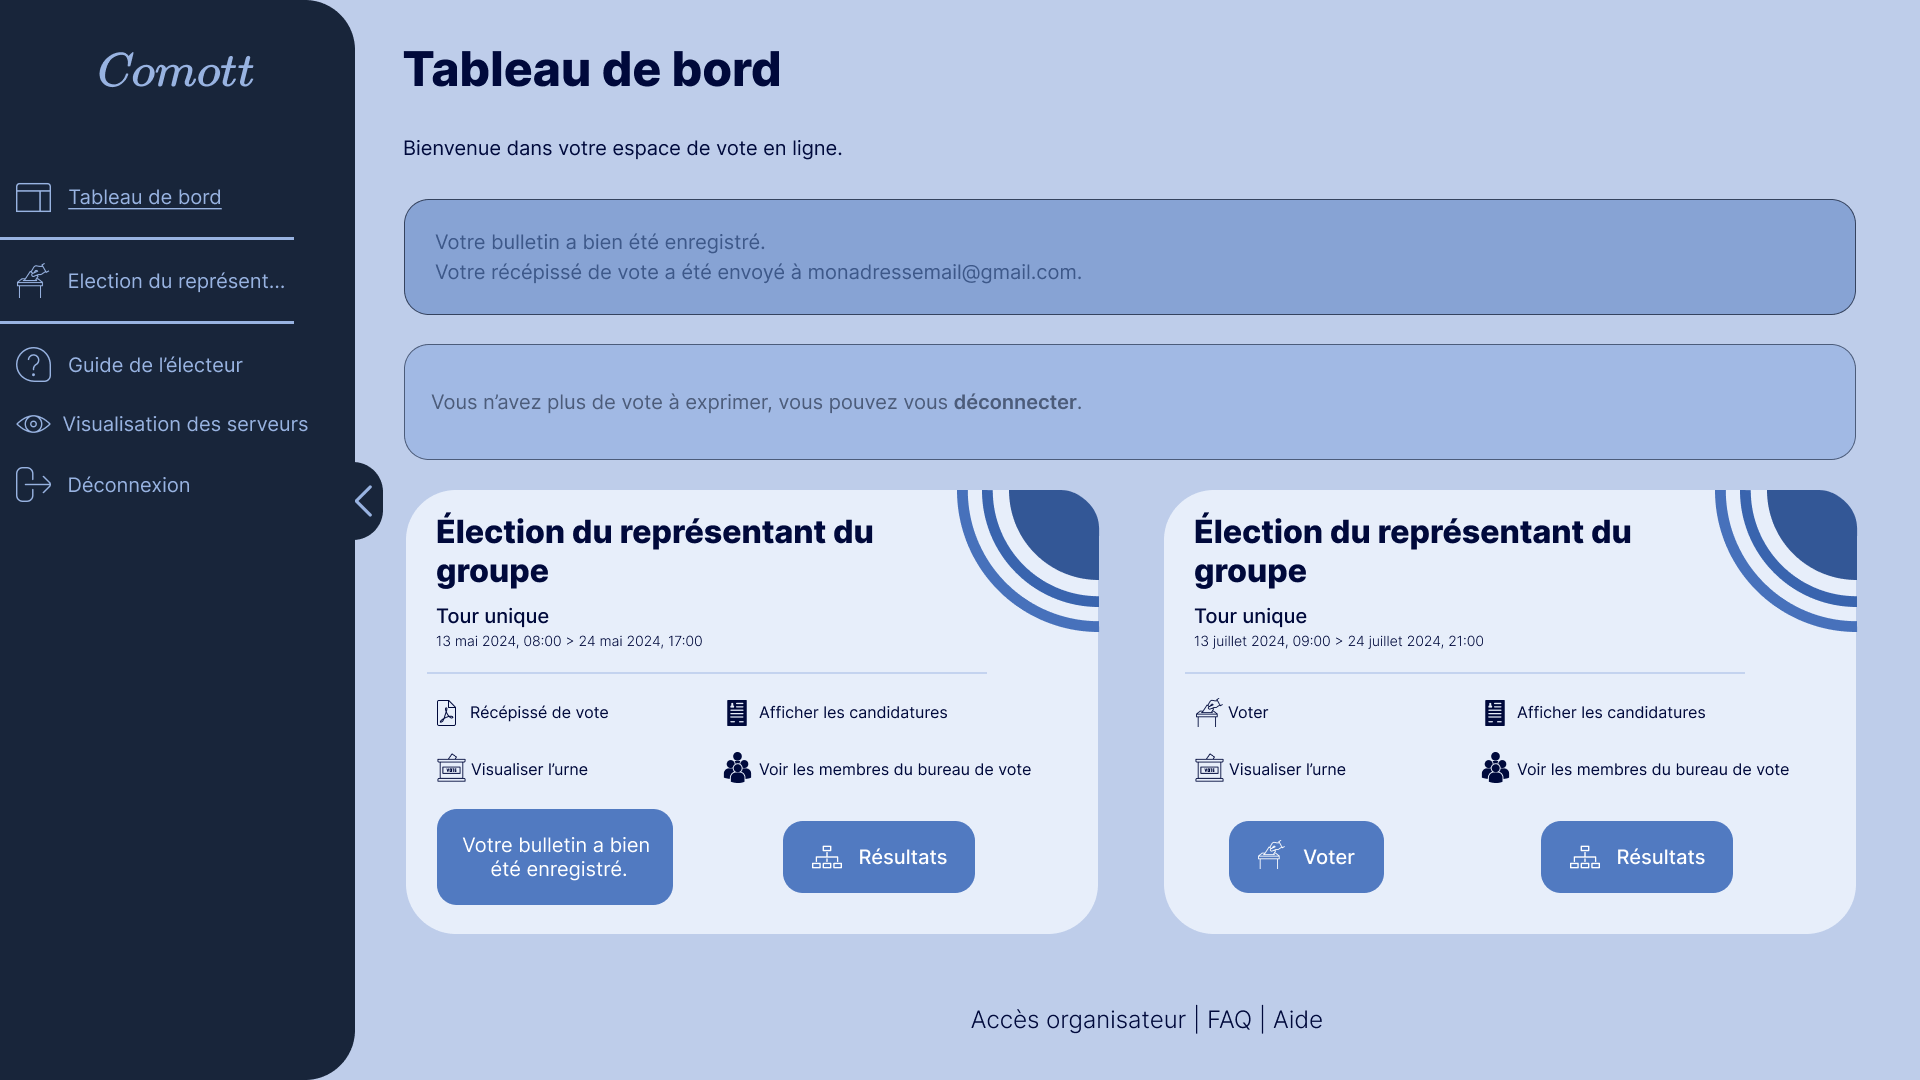 Comott
Tableau de bord
Election du représent...
Guide de l’électeur
Visualisation des serveurs
Déconnexion
Tableau de bord
Bienvenue dans votre espace de vote en ligne.
Votre bulletin a bien été enregistré.
Votre récépissé de vote a été envoyé à monadressemail@gmail.com.
Vous n’avez plus de vote à exprimer, vous pouvez vous déconnecter.
Élection du représentant du
groupe
Tour unique
13 mai 2024, 08:00 > 24 mai 2024, 17:00
Récépissé de vote
Afficher les candidatures
VOTE
Visualiser l’urne
Voir les membres du bureau de vote
Votre bulletin a bien
été enregistré.
Résultats
Élection du représentant du
groupe
Tour unique
13 juillet 2024, 09:00 > 24 juillet 2024, 21:00
Voter
Afficher les candidatures
VOTE
Visualiser l’urne
Voir les membres du bureau de vote
Voter
Résultats
Accès organisateur | FAQ | Aide